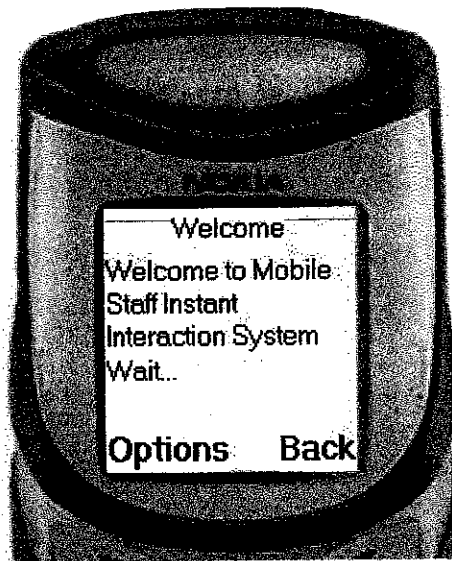 Welcome
Welcome to Mobile
Staff Instant
Interaction System
Wait...
Options Back